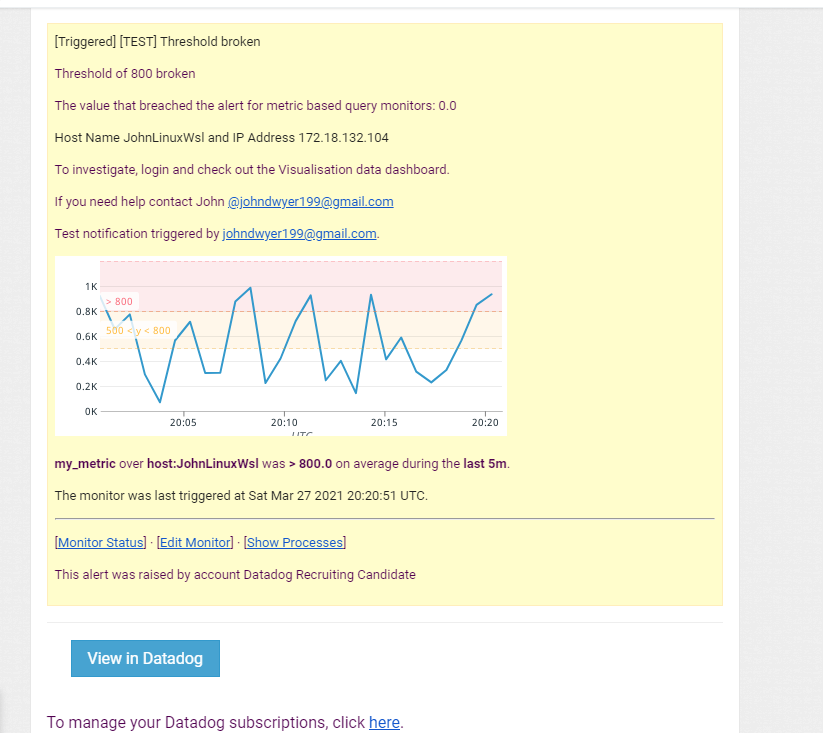 [Triggered] [TEST] Threshold broken
Threshold of 800 broken
The value that breached the alert for metric based query monitors: 0.0
Host Name JohnLinuxWsl and IP Address 172.18.132.104
To investigate, login and check out the Visualisation data dashboard.
If you need help contact John @johndwyer199@gmail.com
Test notification triggered by johndwyer199@gmail.com.
1K
> 800
0.8K
500 < y < 800
0.6K
0.4K
0.2K
0K
20:05 20:10 20:15 20:20
UTC
my_metric over host:JohnLinuxWsl was > 800.0 on average during the last 5m.
The monitor was last triggered at Sat Mar 27 2021 20:20:51 UTC.
[Monitor Status] · [Edit Monitor] · [Show Processes]
This alert was raised by account Datadog Recruiting Candidate
View in Datadog
To manage your Datadog subscriptions, click here.